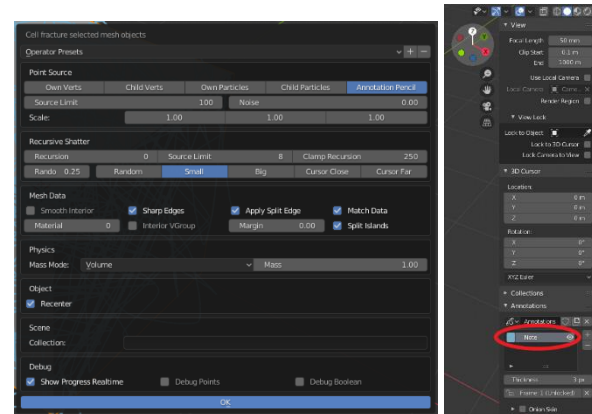 Cell fracture selected mesh objects
Operator Presets
Point Source
Own Verts Child Verts Own Particles Child Particles Annotation Pencil
Source Limit 100 Noise 0.00
Scale: 1.00 1.00 1.00
Recursive Shatter
Recursion 0 Source Limit 8 Clamp Recursion 250
Rando 0.25 Random Small Big Cursor Close Cursor Far
Mesh Data
Smooth Interior Sharp Edges Apply Split Edge Match Data
Material 0 Interior VGroup Margin 0.00 Split Islands
Physics
Mass Mode: Volume Mass 1.00
Object
Recenter
Scene
Collection:
Debug
Show Progress Realtime Debug Points Debug Boolean
OK
View
Focal Length 50 mm
Clip Start 0.1 m
End 1000 m
Use Local Camera
Local Camera Came... X
Render Region
View Lock
Lock to Object
Lock to 3D Cursor
Lock Camera to View
3D Cursor
Location:
X 0 m
Y 0 m
Z 0 m
Rotation:
X 0°
Y 0°
Z 0°
XYZ Euler
Collections
Annotations
Annotations
Note
Thickness 3 px
Frame: 1 (Unlocked)
Onion Skin